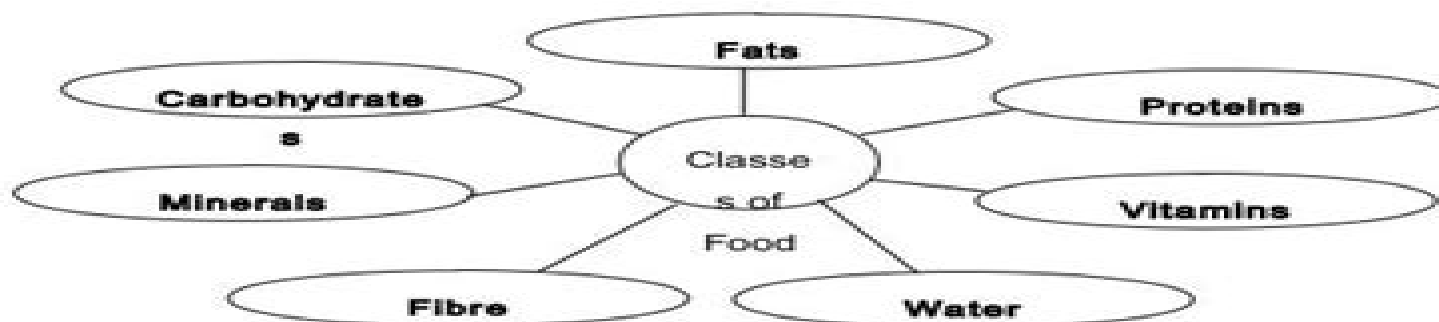 Fats
Carbohydrate
s
Proteins
Classe
s of
Food
Minerals
Vitamins
Fibre
Water